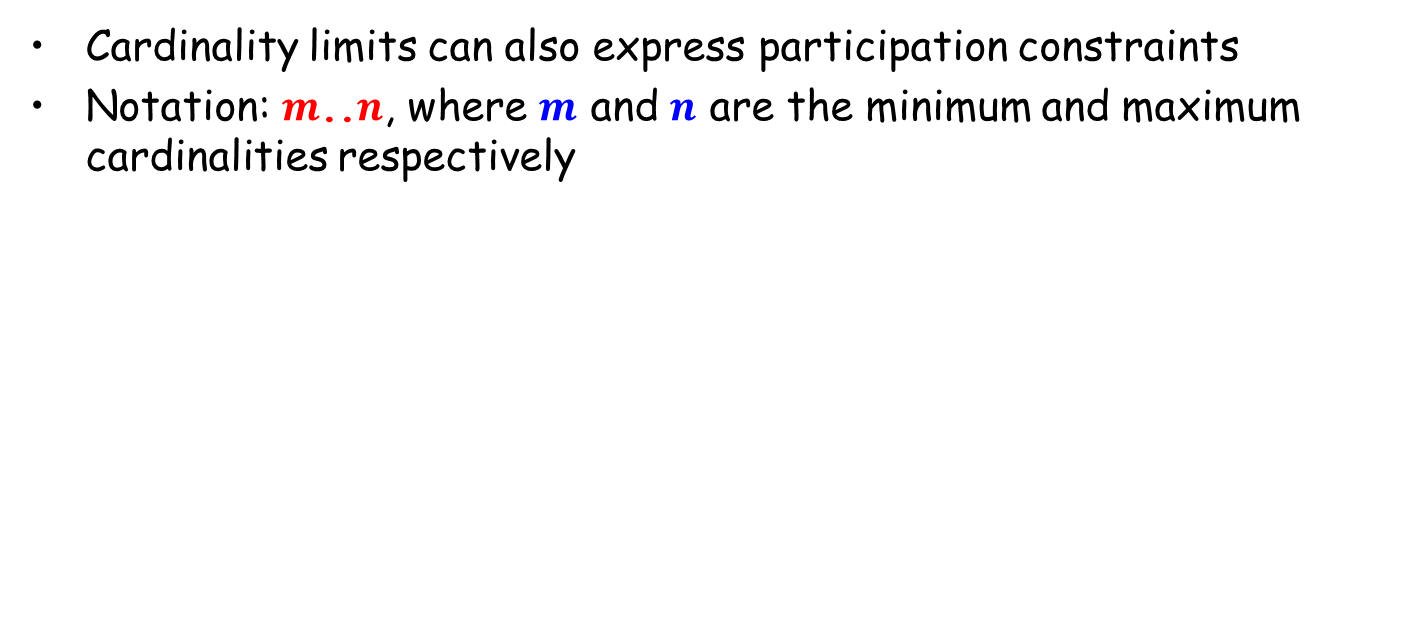 • Cardinality limits can also express participation constraints
• Notation: m..n, where m and n are the minimum and maximum
cardinalities respectively